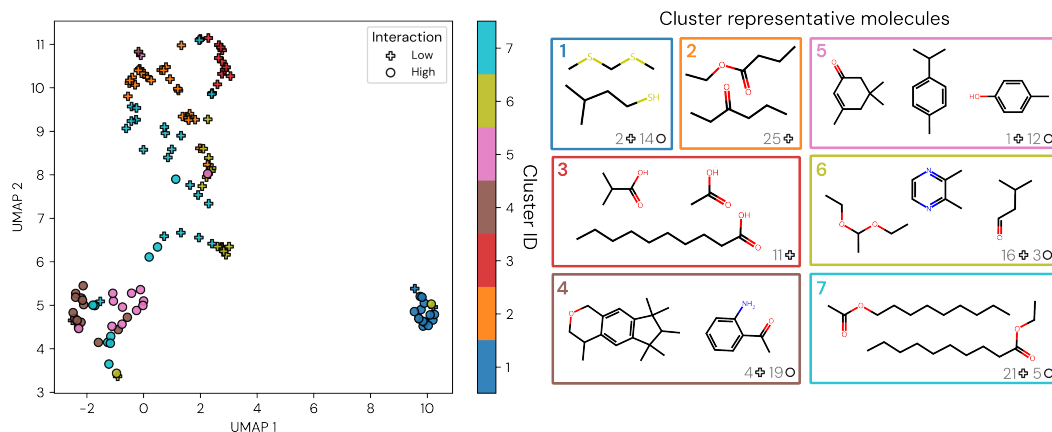 Cluster representative molecules
Interaction
Low
High
11
10
9
8
7
6
5
4
3
UMAP 2
−2
0
2
4
6
8
10
UMAP 1
7
6
5
4
3
2
1
Cluster ID
1
S
S
SH
2 14
2
O
O
O
25
5
O
HO
1 12
3
OH
O
OH
O
OH
O
11
6
N
N
O
O
S
16 3
4
O
NH₂
O
4 19
7
O
O
O
O
21 5